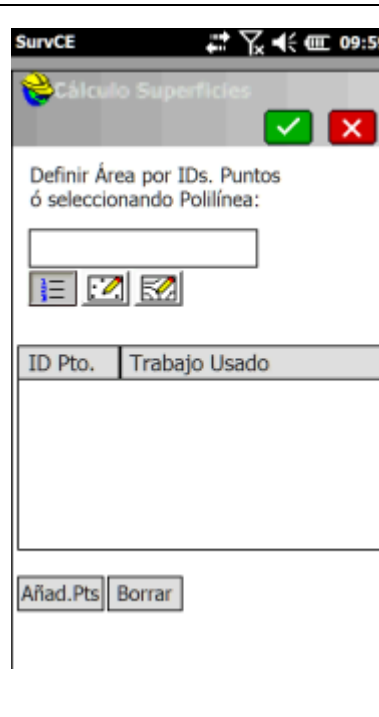 SurvCE 09:5
Cálculo Superficies
Definir Área por IDs. Puntos
ó seleccionando Polilínea:
ID Pto. Trabajo Usado
Añad.Pts Borrar